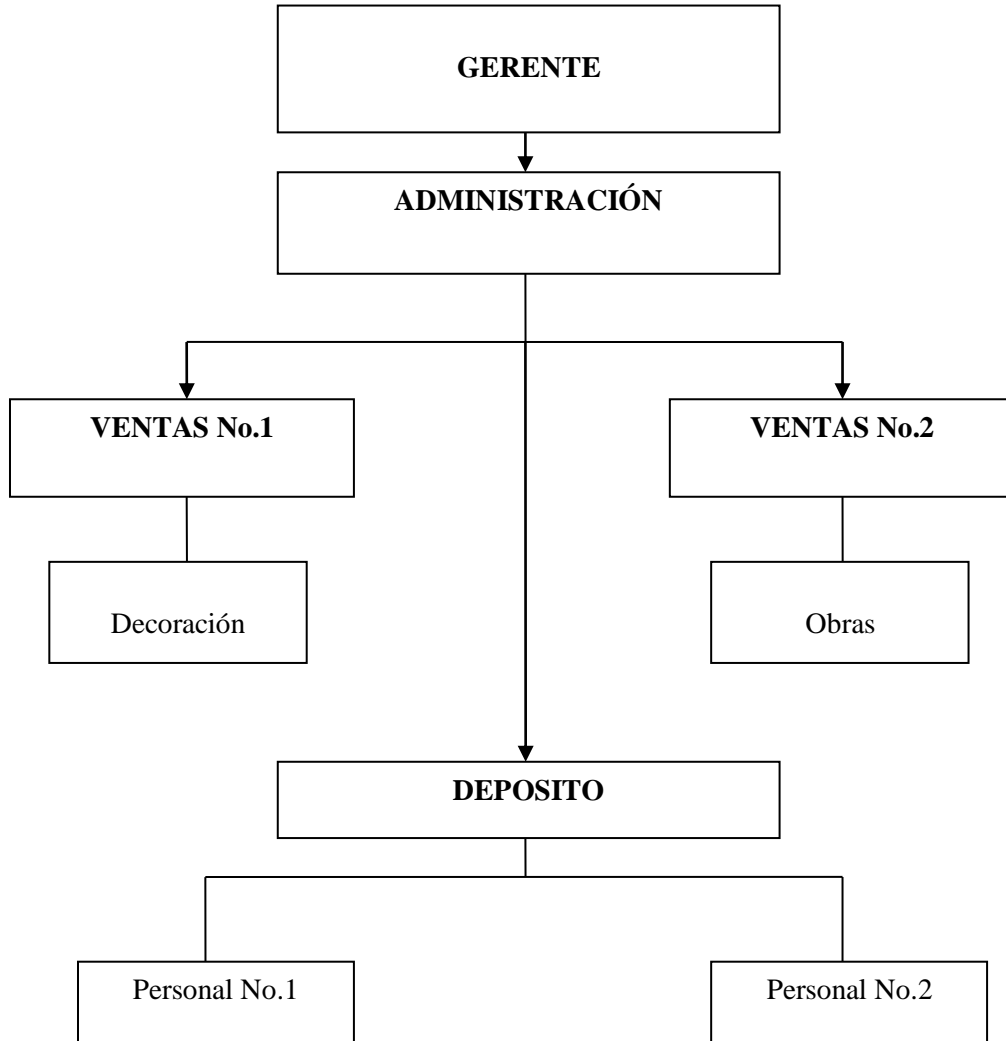 GERENTE
ADMINISTRACIÓN
VENTAS No.1
VENTAS No.2
Decoración
Obras
DEPOSITO
Personal No.1
Personal No.2